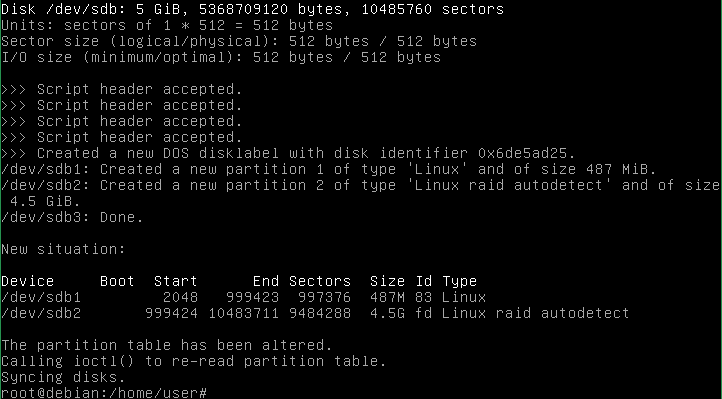 Disk /dev/sdb: 5 GiB, 5368709120 bytes, 10485760 sectors
Units: sectors of 1 * 512 = 512 bytes
Sector size (logical/physical): 512 bytes / 512 bytes
I/O size (minimum/optimal): 512 bytes / 512 bytes
>>> Script header accepted.
>>> Script header accepted.
>>> Script header accepted.
>>> Script header accepted.
>>> Created a new DOS disklabel with disk identifier 0x6de5ad25.
/dev/sdb1: Created a new partition 1 of type 'Linux' and of size 487 MiB.
/dev/sdb2: Created a new partition 2 of type 'Linux raid autodetect' and of size
 4.5 GiB.
/dev/sdb3: Done.
New situation:
Device     Boot  Start      End Sectors  Size Id Type
/dev/sdb1         2048   999423  997376  487M 83 Linux
/dev/sdb2       999424 10483711 9484288  4.5G fd Linux raid autodetect
The partition table has been altered.
Calling ioctl() to re-read partition table.
Syncing disks.
root@debian:/home/user#